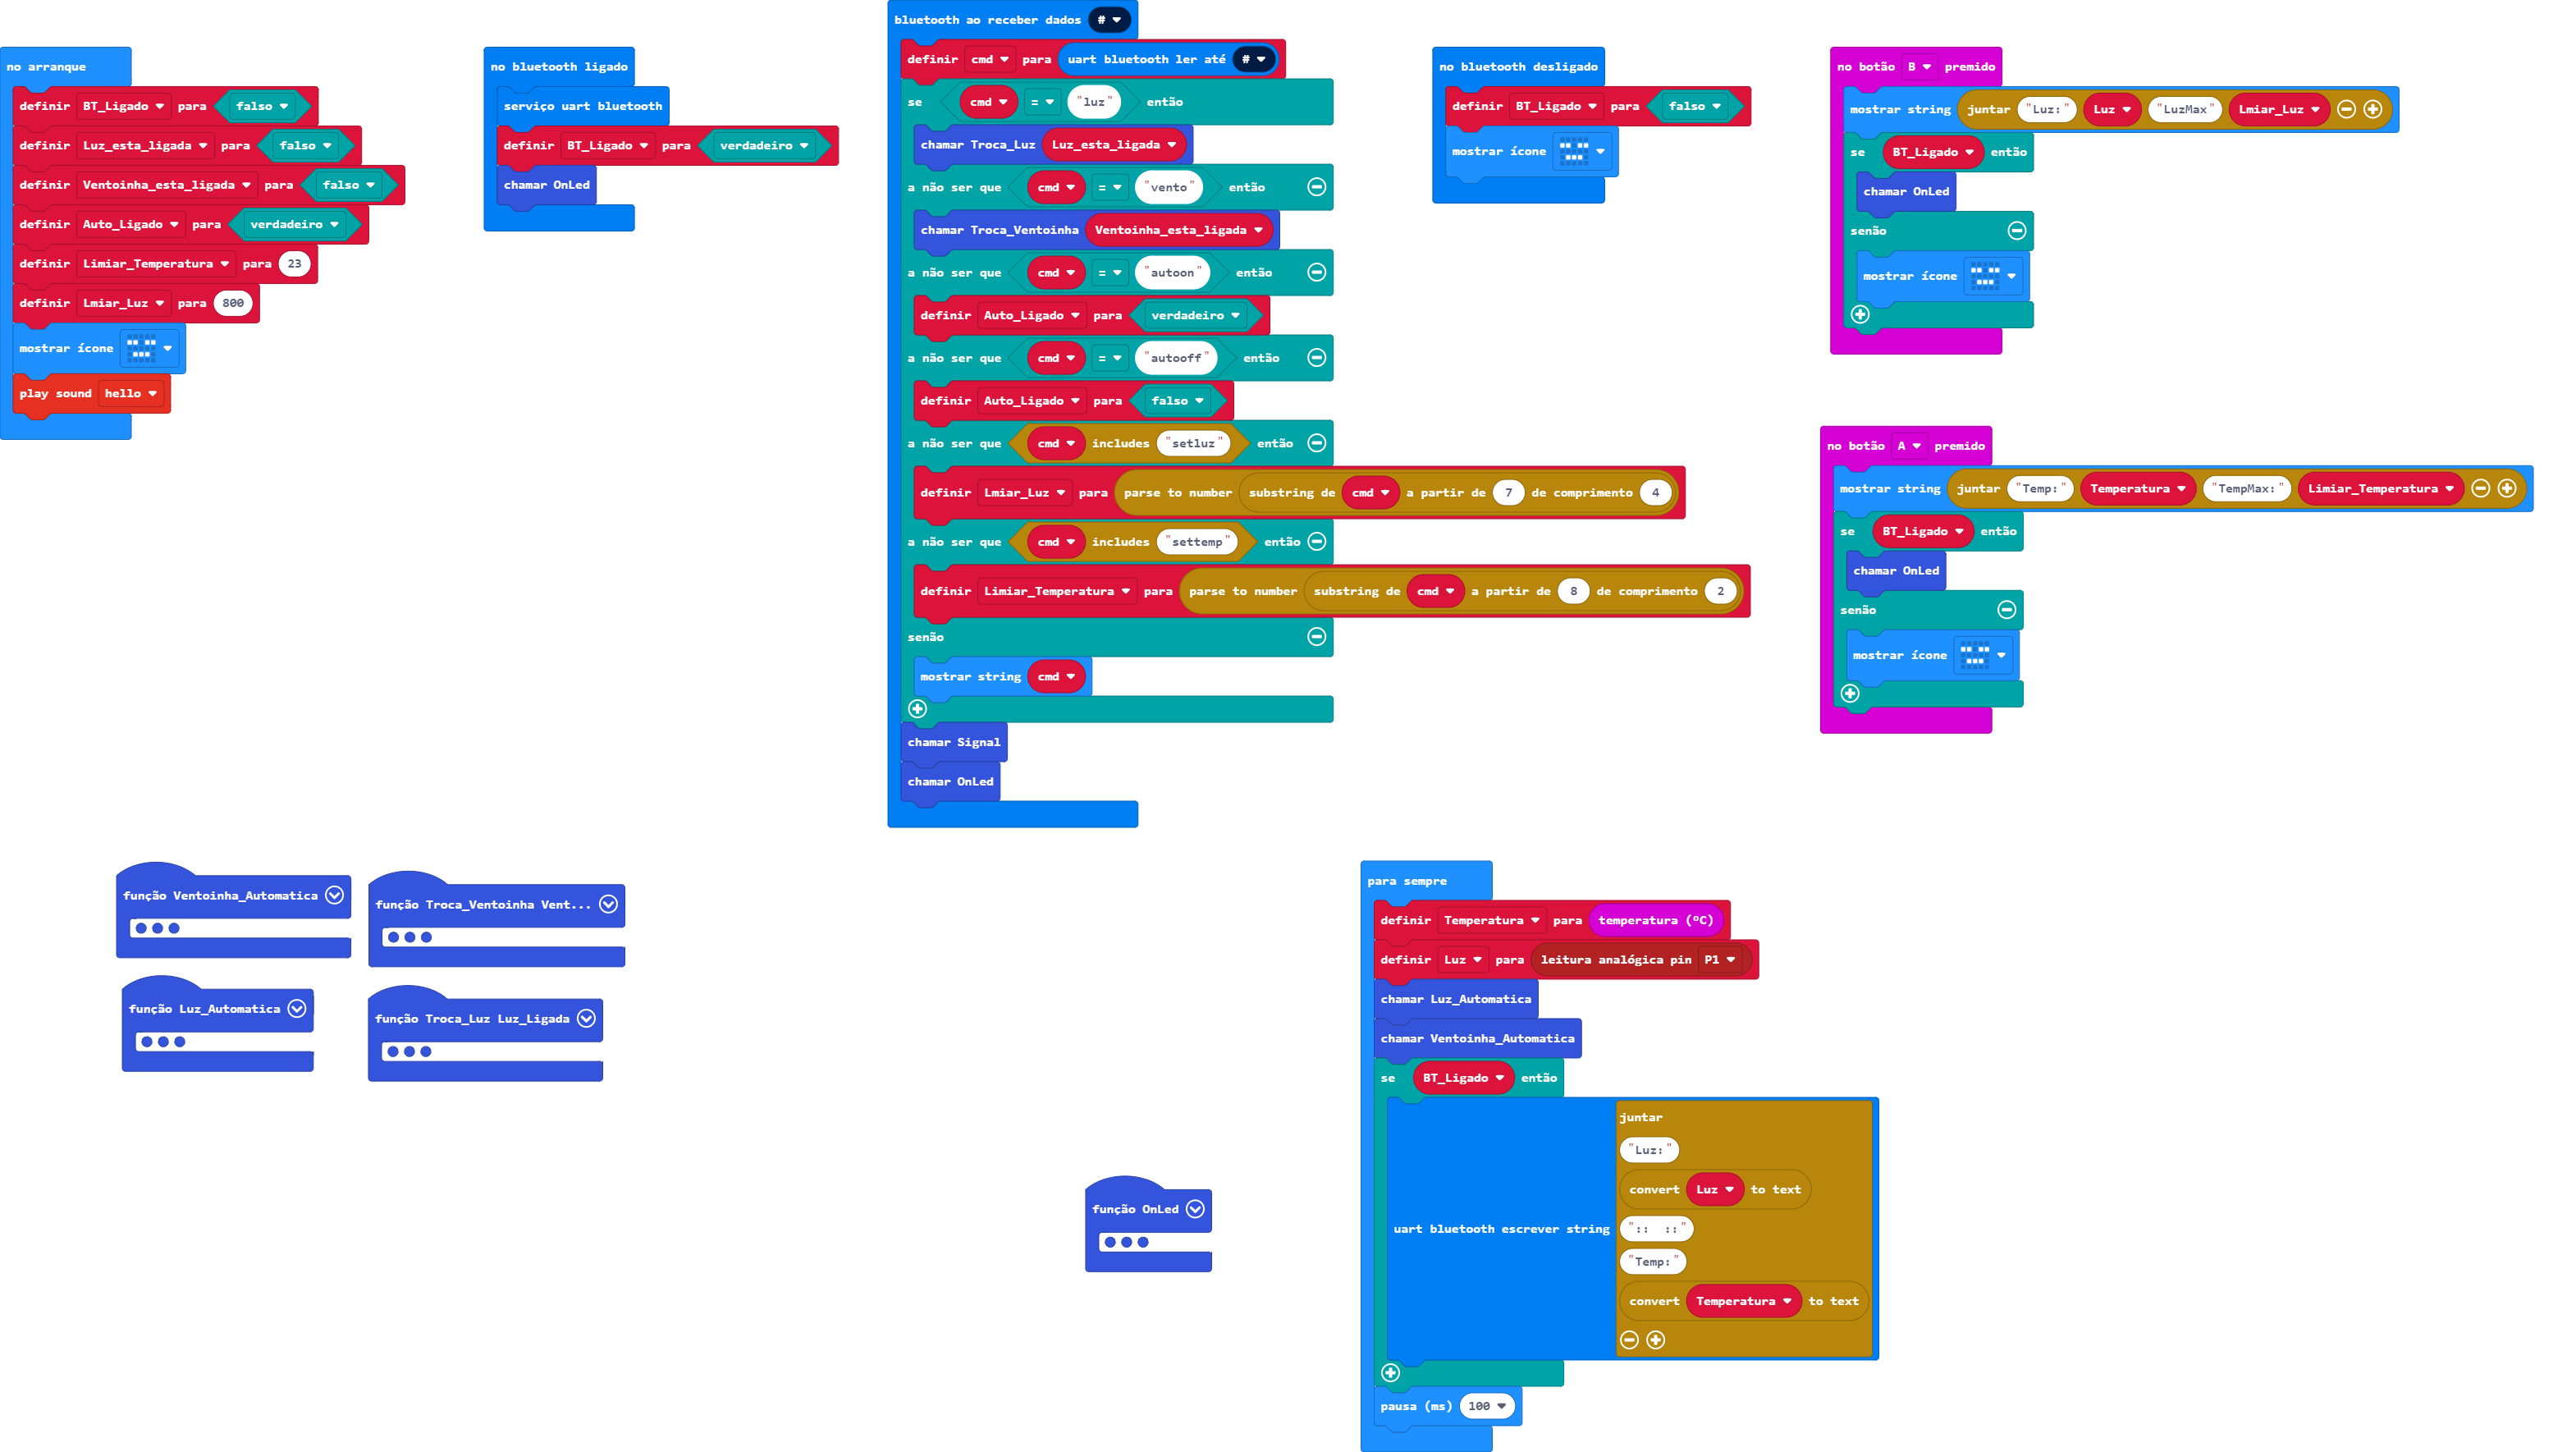 no arranque
definir BT_Ligado para falso
definir Luz_esta_ligada para falso
definir Ventoinha_esta_ligada para falso
definir Auto_Ligado para verdadeiro
definir Limiar_Temperatura para 23
definir Lmiar_Luz para 800
mostrar ícone
play sound hello
no bluetooth ligado
serviço uart bluetooth
definir BT_Ligado para verdadeiro
chamar OnLed
bluetooth ao receber dados #
definir cmd para uart bluetooth ler até #
se cmd = "luz" então
chamar Troca_Luz Luz_esta_ligada
a não ser que cmd = "vento" então
chamar Troca_Ventoinha Ventoinha_esta_ligada
a não ser que cmd = "autoon" então
definir Auto_Ligado para verdadeiro
a não ser que cmd = "autooff" então
definir Auto_Ligado para falso
a não ser que cmd includes "setluz" então
definir Lmiar_Luz para parse to number substring de cmd a partir de 7 de comprimento 4
a não ser que cmd includes "settemp" então
definir Limiar_Temperatura para parse to number substring de cmd a partir de 8 de comprimento 2
senão
mostrar string cmd
chamar Signal
chamar OnLed
no bluetooth desligado
definir BT_Ligado para falso
mostrar ícone
no botão B premido
mostrar string juntar "Luz:" Luz "LuzMax" Lmiar_Luz
se BT_Ligado então
chamar OnLed
senão
mostrar ícone
no botão A premido
mostrar string juntar "Temp:" Temperatura "TempMax:" Limiar_Temperatura
se BT_Ligado então
chamar OnLed
senão
mostrar ícone
função Ventoinha_Automatica
função Troca_Ventoinha Vent...
função Luz_Automatica
função Troca_Luz Luz_Ligada
função OnLed
para sempre
definir Temperatura para temperatura (ºC)
definir Luz para leitura analógica pin P1
chamar Luz_Automatica
chamar Ventoinha_Automatica
se BT_Ligado então
uart bluetooth escrever string
juntar
"Luz:"
convert Luz to text
"::  ::"
"Temp:"
convert Temperatura to text
pausa (ms) 100